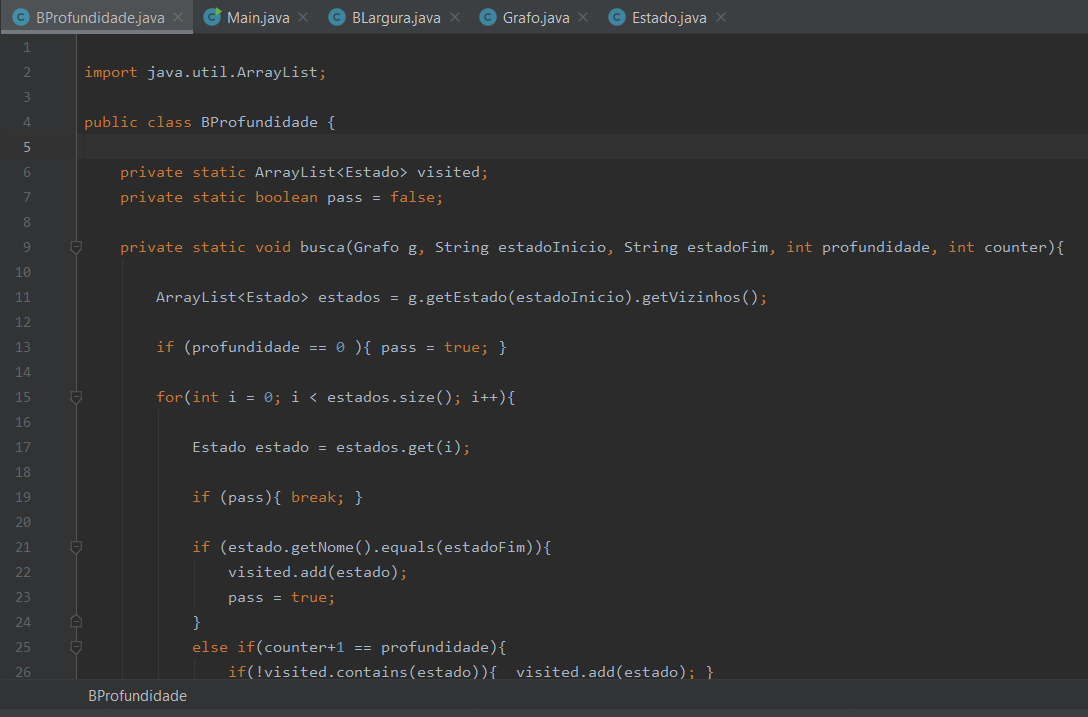 BProfundidade.java Main.java BLargura.java Grafo.java Estado.java
1
2 import java.util.ArrayList;
3
4 public class BProfundidade {
5
6 private static ArrayList<Estado> visited;
7 private static boolean pass = false;
8
9 private static void busca(Grafo g, String estadoInicio, String estadoFim, int profundidade, int counter){
10
11 ArrayList<Estado> estados = g.getEstado(estadoInicio).getVizinhos();
12
13 if (profundidade == 0 ){ pass = true; }
14
15 for(int i = 0; i < estados.size(); i++){
16
17 Estado estado = estados.get(i);
18
19 if (pass){ break; }
20
21 if (estado.getNome().equals(estadoFim)){
22 visited.add(estado);
23 pass = true;
24 }
25 else if(counter+1 == profundidade){
26 if(!visited.contains(estado)){  visited.add(estado); }
BProfundidade